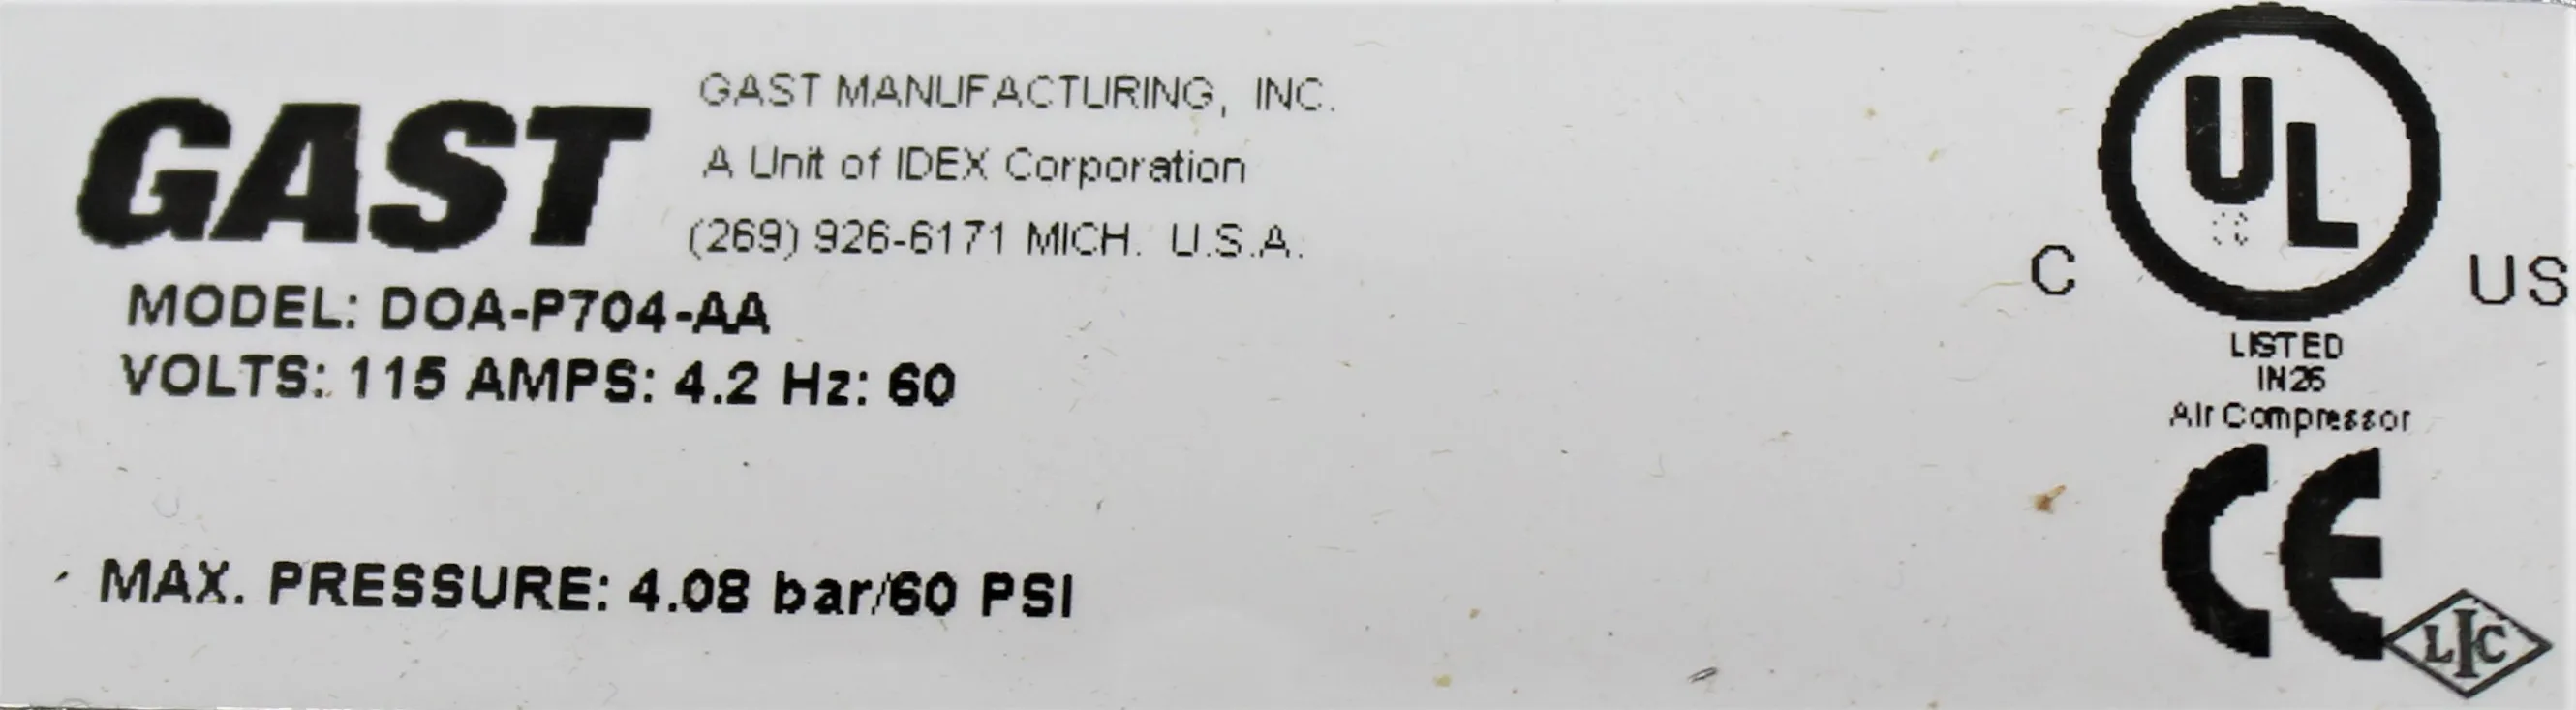 GAST
GAST MANUFACTURING, INC.
A Unit of IDEX Corporation
(269) 926-6171 MICH. U.S.A.
MODEL: DOA-P704-AA
VOLTS: 115 AMPS: 4.2 Hz: 60
MAX. PRESSURE: 4.08 bar/60 PSI
C UL US
LISTED
IN26
Air Compressor
CE
LIC